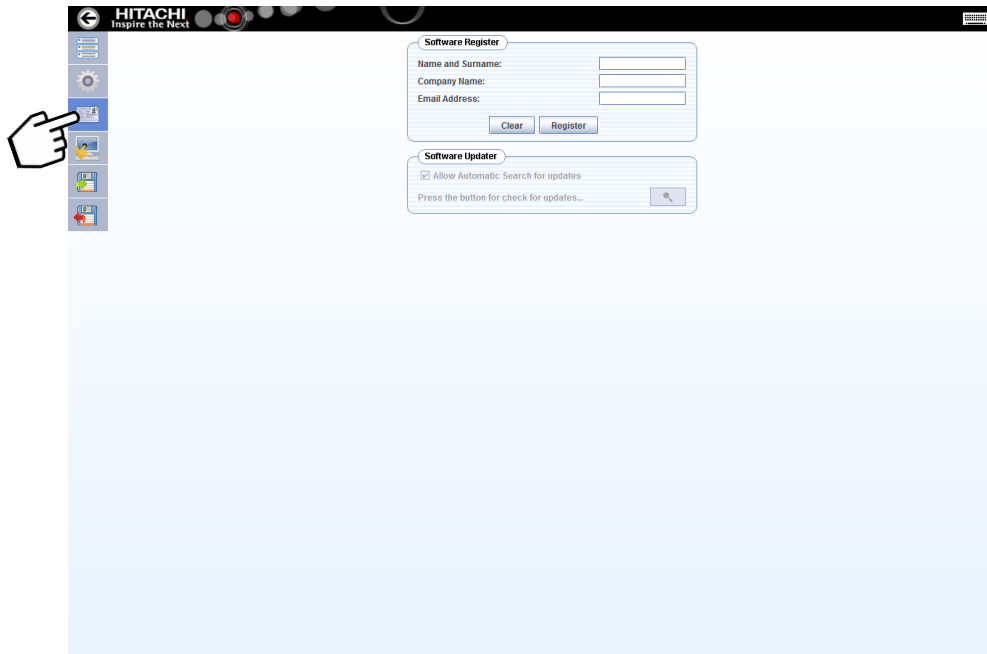 HITACHI
Inspire the Next
Software Register
Name and Surname:
Company Name:
Email Address:
Clear Register
Software Updater
Allow Automatic Search for updates
Press the button for check for updates...